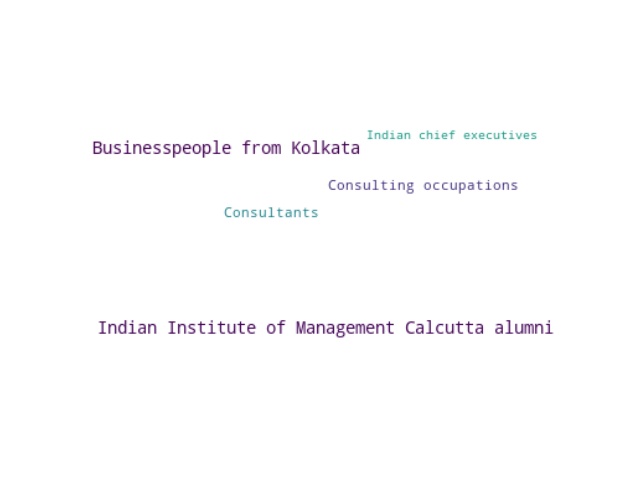 Indian chief executives
Businesspeople from Kolkata
Consulting occupations
Consultants
Indian Institute of Management Calcutta alumni